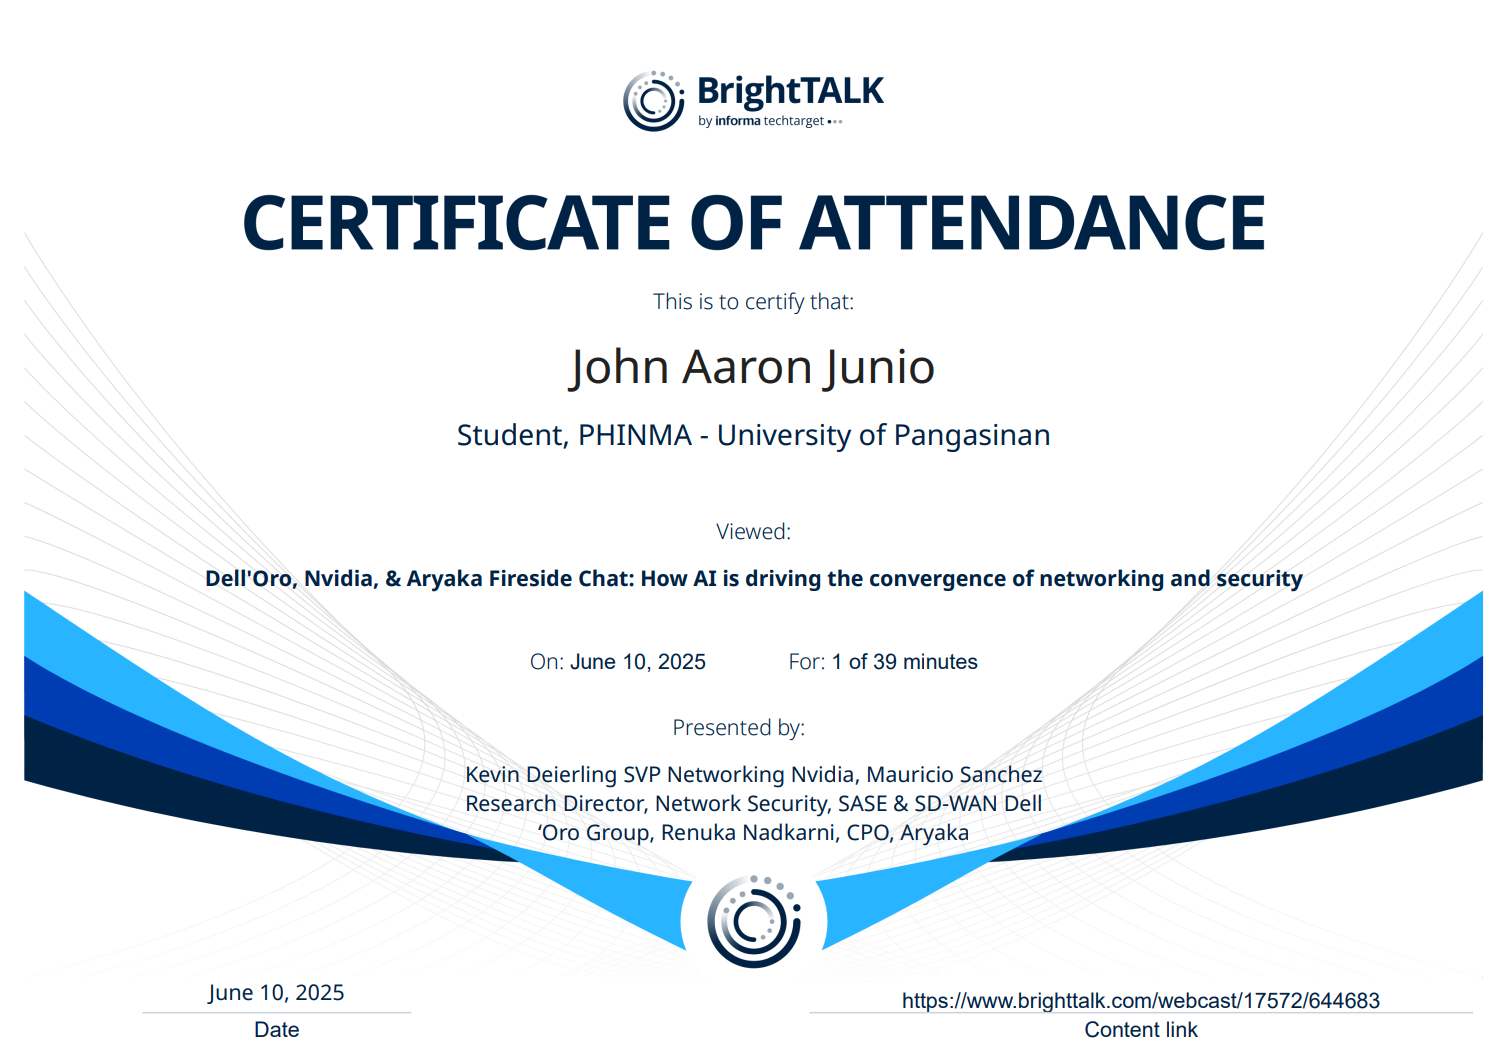 BrightTALK
by informa techtarget
CERTIFICATE OF ATTENDANCE
This is to certify that:
John Aaron Junio
Student, PHINMA - University of Pangasinan
Viewed:
Dell'Oro, Nvidia, & Aryaka Fireside Chat: How AI is driving the convergence of networking and security
On: June 10, 2025 For: 1 of 39 minutes
Presented by:
Kevin Deierling SVP Networking Nvidia, Mauricio Sanchez
Research Director, Network Security, SASE & SD-WAN Dell
‘Oro Group, Renuka Nadkarni, CPO, Aryaka
June 10, 2025
Date
https://www.brighttalk.com/webcast/17572/644683
Content link